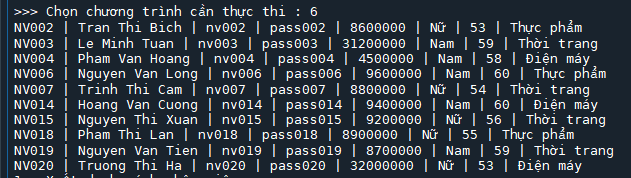 >>> Chọn chương trình cần thực thi : 6
NV002 | Tran Thi Bich | nv002 | pass002 | 8600000 | Nữ | 53 | Thực phẩm
NV003 | Le Minh Tuan | nv003 | pass003 | 31200000 | Nam | 59 | Thời trang
NV004 | Pham Van Hoang | nv004 | pass004 | 4500000 | Nam | 58 | Điện máy
NV006 | Nguyen Van Long | nv006 | pass006 | 9600000 | Nam | 60 | Thực phẩm
NV007 | Trinh Thi Cam | nv007 | pass007 | 8800000 | Nữ | 54 | Thời trang
NV014 | Hoang Van Cuong | nv014 | pass014 | 9400000 | Nam | 60 | Điện máy
NV015 | Nguyen Thi Xuan | nv015 | pass015 | 9200000 | Nữ | 56 | Thời trang
NV018 | Pham Thi Lan | nv018 | pass018 | 8900000 | Nữ | 55 | Thực phẩm
NV019 | Nguyen Van Tien | nv019 | pass019 | 8700000 | Nam | 59 | Thời trang
NV020 | Truong Thi Ha | nv020 | pass020 | 32000000 | Nữ | 53 | Điện máy